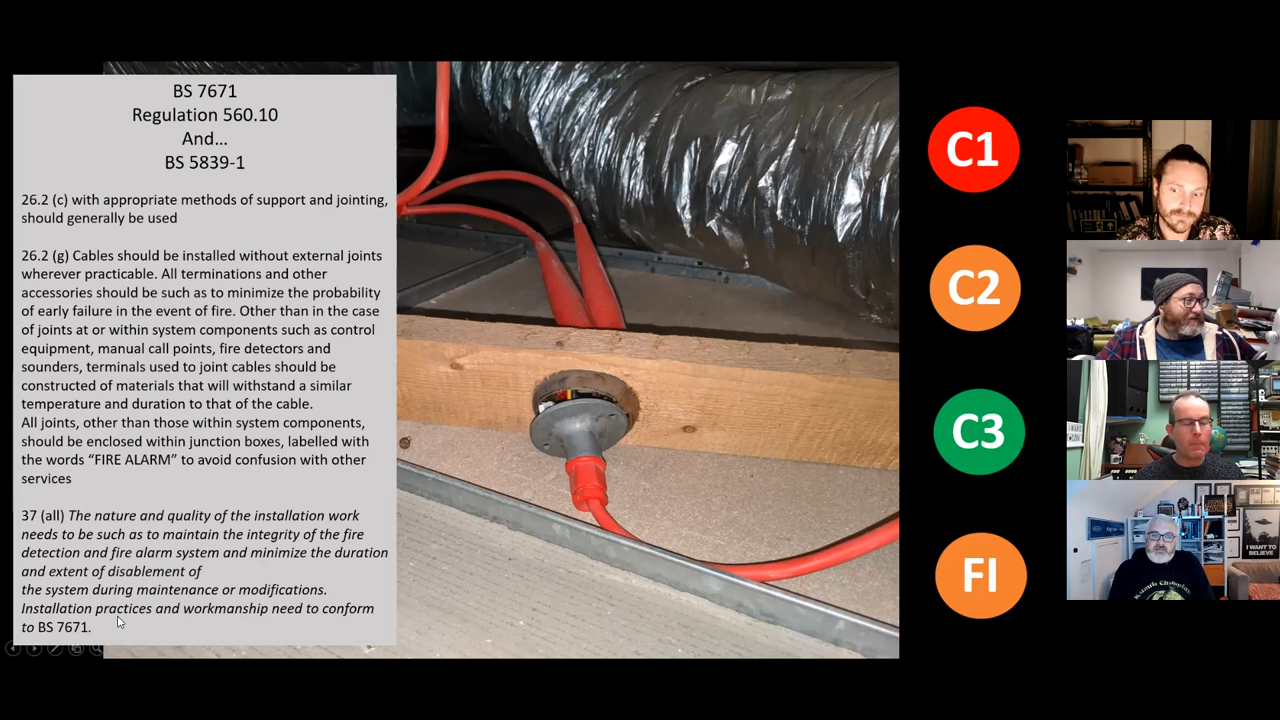 BS 7671
Regulation 560.10
And...
BS 5839-1
26.2 (c) with appropriate methods of support and jointing,
should generally be used
26.2 (g) Cables should be installed without external joints
wherever practicable. All terminations and other
accessories should be such as to minimize the probability
of early failure in the event of fire. Other than in the case
of joints at or within system components such as control
equipment, manual call points, fire detectors and
sounders, terminals used to joint cables should be
constructed of materials that will withstand a similar
temperature and duration to that of the cable.
All joints, other than those within system components,
should be enclosed within junction boxes, labelled with
the words “FIRE ALARM” to avoid confusion with other
services
37 (all) The nature and quality of the installation work
needs to be such as to maintain the integrity of the fire
detection and fire alarm system and minimize the duration
and extent of disablement of
the system during maintenance or modifications.
Installation practices and workmanship need to conform
to BS 7671.
C1
C2
C3
FI
I WANT TO
BELIEVE